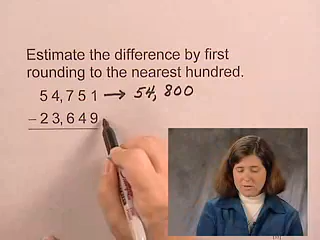 Estimate the difference by first
rounding to the nearest hundred.
54,751 → 54,800
- 23,649